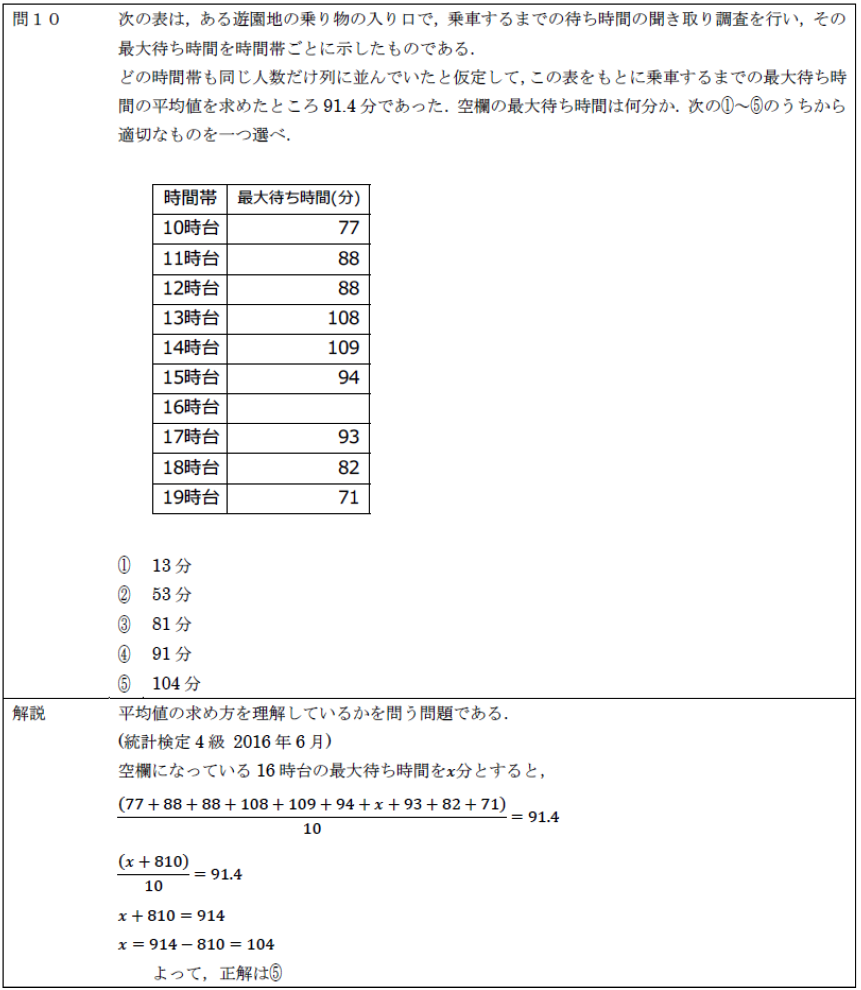 問１０ 次の表は，ある遊園地の乗り物の入り口で，乗車するまでの待ち時間の聞き取り調査を行い，その
最大待ち時間を時間帯ごとに示したものである．
どの時間帯も同じ人数だけ列に並んでいたと仮定して，この表をもとに乗車するまでの最大待ち時
間の平均値を求めたところ 91.4 分であった．空欄の最大待ち時間は何分か．次の①～⑤のうちから
適切なものを一つ選べ．
時間帯 最大待ち時間(分)
10時台 77
11時台 88
12時台 88
13時台 108
14時台 109
15時台 94
16時台
17時台 93
18時台 82
19時台 71
① 13 分
② 53 分
③ 81 分
④ 91 分
⑤ 104 分
解説 平均値の求め方を理解しているかを問う問題である．
(統計検定 4 級 2016 年 6 月)
空欄になっている 16 時台の最大待ち時間をx分とすると，
(77 + 88 + 88 + 108 + 109 + 94 + x + 93 + 82 + 71)
10
= 91.4
(x + 810)
10
= 91.4
x + 810 = 914
x = 914 − 810 = 104
よって，正解は⑤